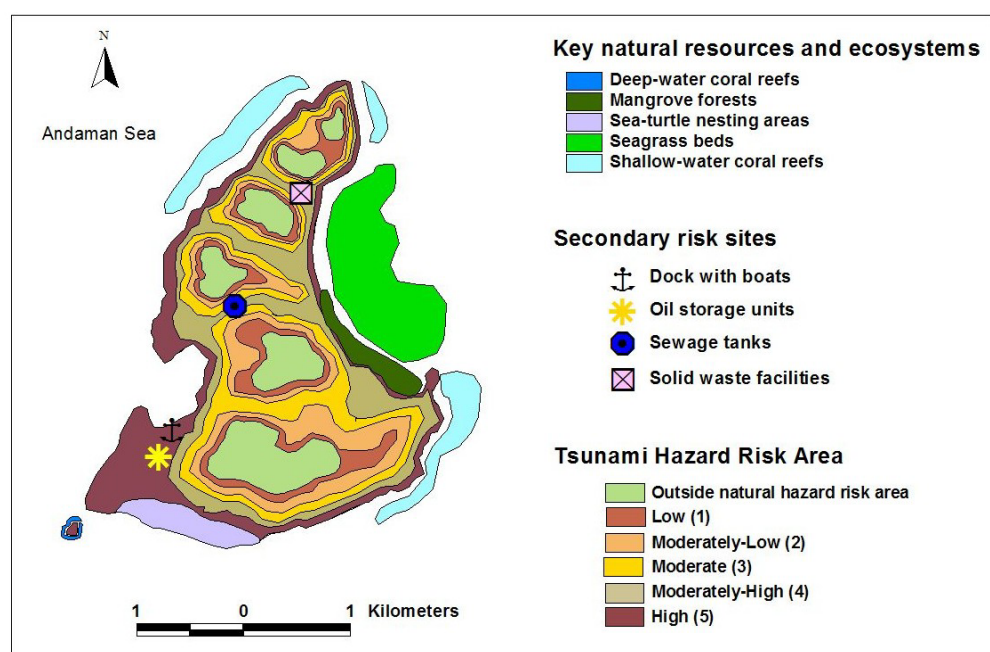 N
Andaman Sea
Key natural resources and ecosystems
Deep-water coral reefs
Mangrove forests
Sea-turtle nesting areas
Seagrass beds
Shallow-water coral reefs
Secondary risk sites
Dock with boats
Oil storage units
Sewage tanks
Solid waste facilities
Tsunami Hazard Risk Area
Outside natural hazard risk area
Low (1)
Moderately-Low (2)
Moderate (3)
Moderately-High (4)
High (5)
1 0 1 Kilometers